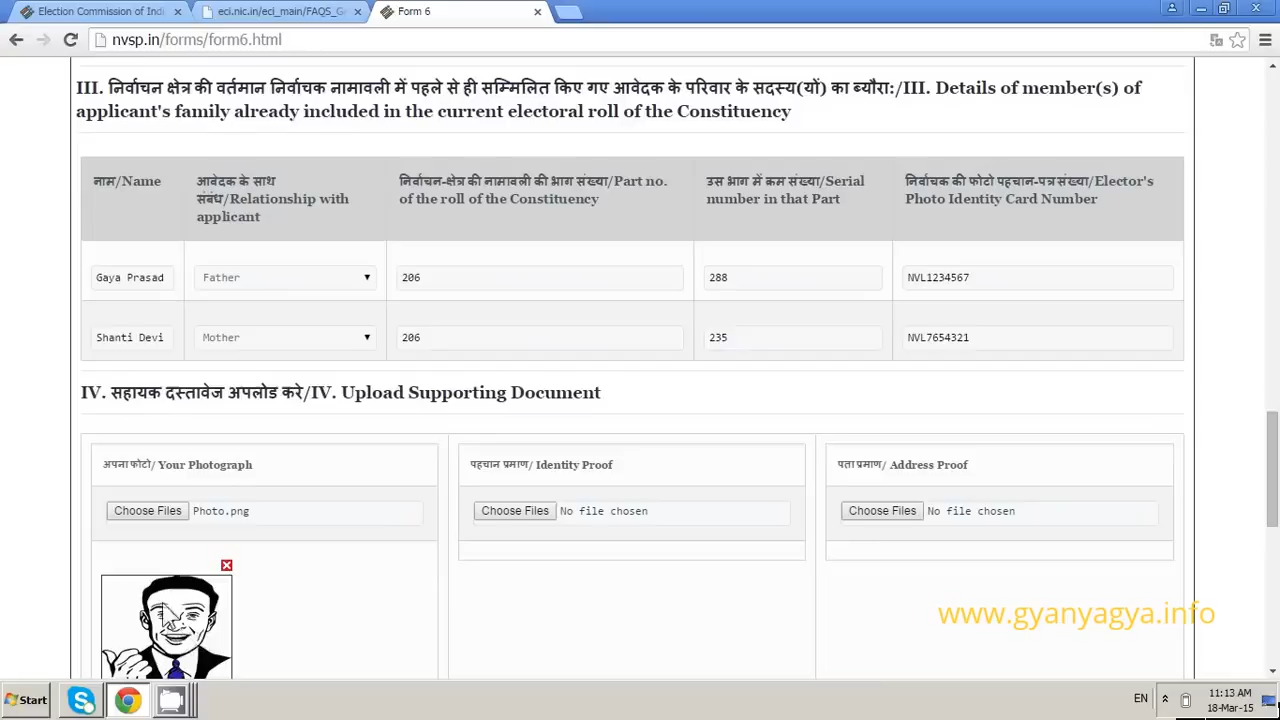 Election Commission of Indi
eci.nic.in/eci_main/FAQS_Ge
Form 6
nvsp.in/forms/form6.html
III. निर्वाचन क्षेत्र की वर्तमान निर्वाचक नामावली में पहले से ही सम्मिलित किए गए आवेदक के परिवार के सदस्य(यों) का ब्यौरा:/III. Details of member(s) of
applicant's family already included in the current electoral roll of the Constituency
नाम/Name
आवेदक के साथ
संबंध/Relationship with
applicant
निर्वाचन-क्षेत्र की नामावली की भाग संख्या/Part no.
of the roll of the Constituency
उस भाग में क्रम संख्या/Serial
number in that Part
निर्वाचक की फोटो पहचान-पत्र संख्या/Elector's
Photo Identity Card Number
Gaya Prasad Father 206 288 NVL1234567
Shanti Devi Mother 206 235 NVL7654321
IV. सहायक दस्तावेज अपलोड करे/IV. Upload Supporting Document
अपना फोटो/ Your Photograph
पहचान प्रमाण/ Identity Proof
पता प्रमाण/ Address Proof
Choose Files Photo.png
Choose Files No file chosen
Choose Files No file chosen
www.gyanyagya.info
Start
EN
11:13 AM
18-Mar-15